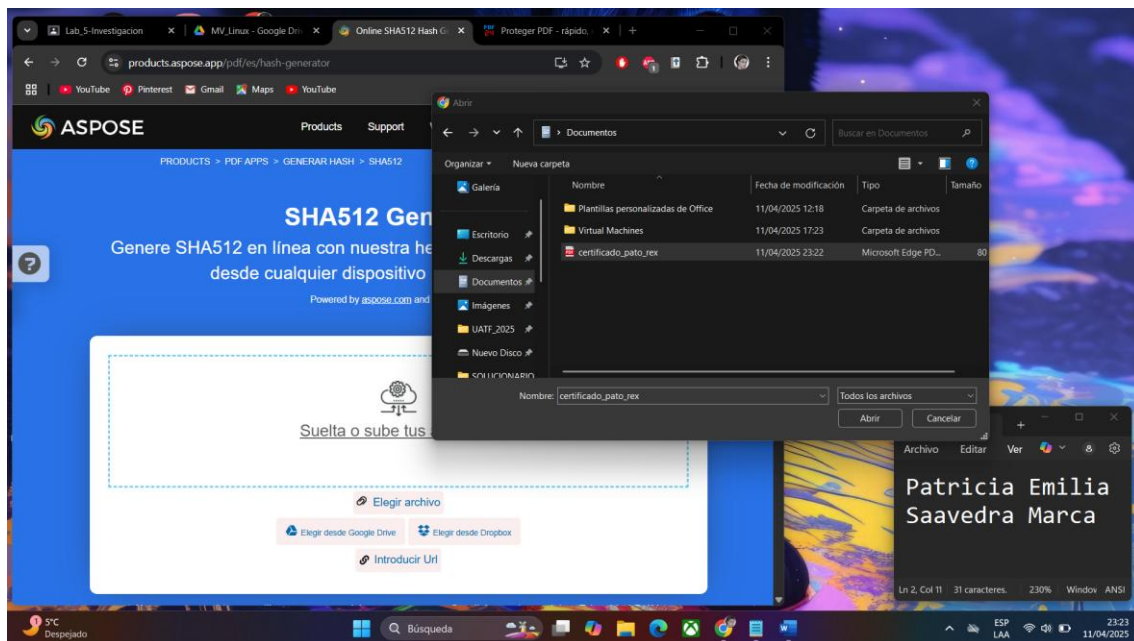 Lab_5-Investigacion
MV_Linux - Google Dri
Online SHA512 Hash G
Proteger PDF - rápido,
products.aspose.app/pdf/es/hash-generator
YouTube
Pinterest
Gmail
Maps
YouTube
ASPOSE
Products
Support
PRODUCTS > PDF APPS > GENERAR HASH > SHA512
SHA512 Gen
Genere SHA512 en línea con nuestra he
desde cualquier dispositivo
Powered by aspose.com and
Suelta o sube tus
Elegir archivo
Elegir desde Google Drive
Elegir desde Dropbox
Introducir Url
Abrir
Documentos
Buscar en Documentos
Organizar
Nueva carpeta
Galería
Escritorio
Descargas
Documentos
Imágenes
UATF_2025
Nuevo Disco
SOLUCIONARIO
Nombre
Fecha de modificación
Tipo
Tamaño
Plantillas personalizadas de Office
11/04/2025 12:18
Carpeta de archivos
Virtual Machines
11/04/2025 17:23
Carpeta de archivos
certificado_pato_rex
11/04/2025 23:22
Microsoft Edge PD...
80
Nombre:
certificado_pato_rex
Todos los archivos
Abrir
Cancelar
Archivo
Editar
Ver
Patricia Emilia
Saavedra Marca
Ln 2, Col 11
31 caracteres.
230%
Window
ANSI
5°C
Despejado
Búsqueda
ESP
LAA
23:23
11/04/2025